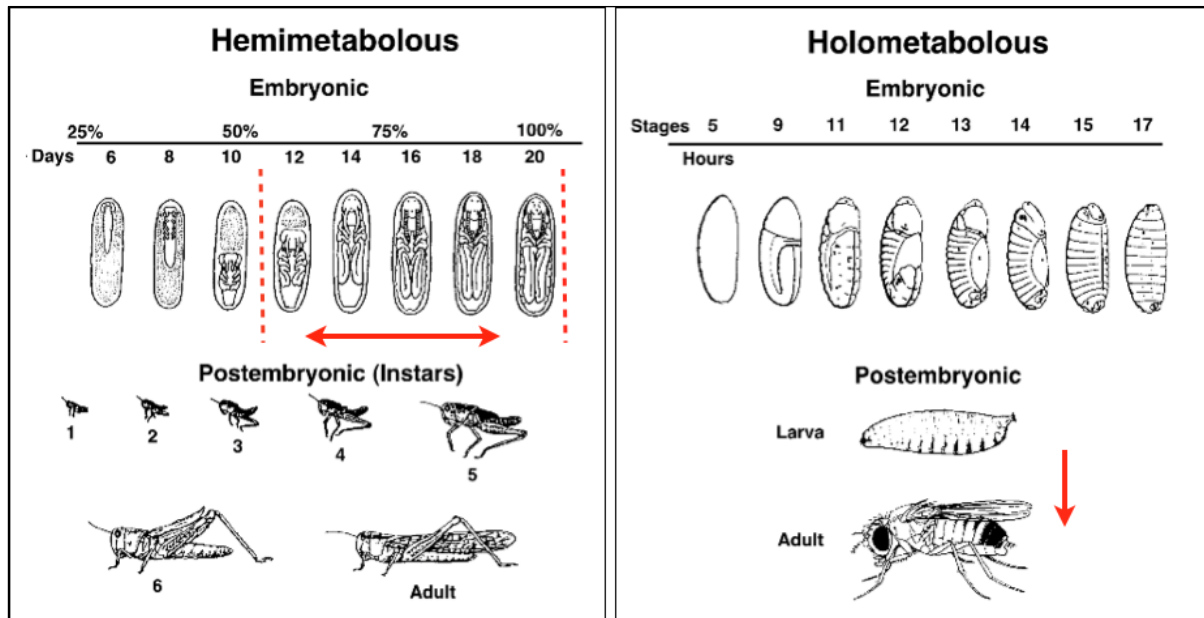 Hemimetabolous
Embryonic
25% 50% 75% 100%
Days 6 8 10 12 14 16 18 20
Postembryonic (Instars)
1 2 3 4 5
6 Adult
Holometabolous
Embryonic
Stages 5 9 11 12 13 14 15 17
Hours
Postembryonic
Larva
Adult